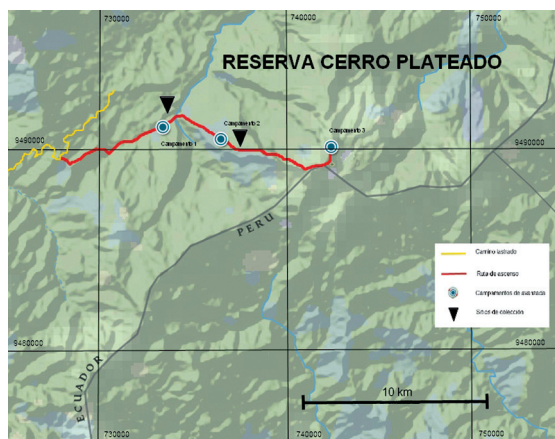 730000
740000
750000
RESERVA CERRO PLATEADO
Campamento 2
Campamento 1
Campamento 3
9490000
9490000
PERU
Camino lastrado
Ruta de ascenso
Campamentos de avanzada
Sitios de colección
9480000
9480000
ECUADOR
10 km
730000
740000
750000